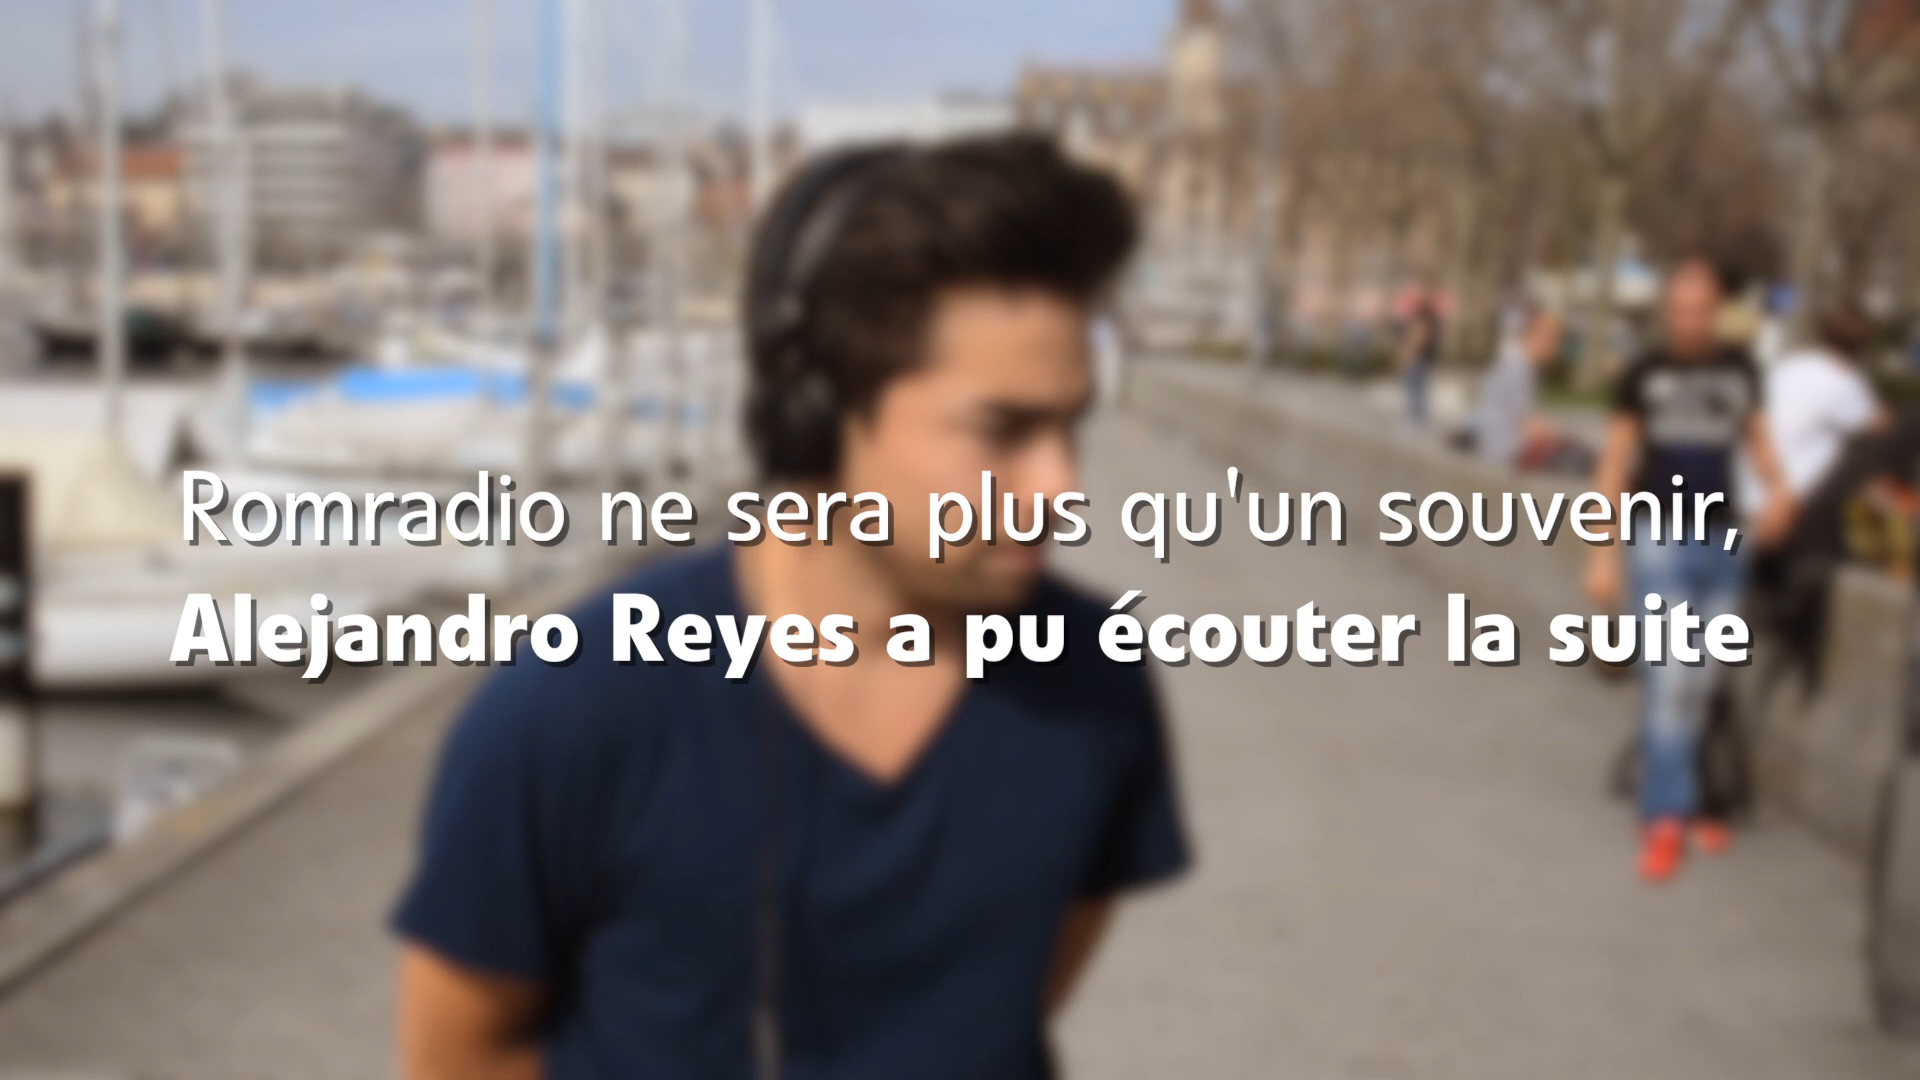 Romradio ne sera plus qu'un souvenir,
Alejandro Reyes a pu écouter la suite